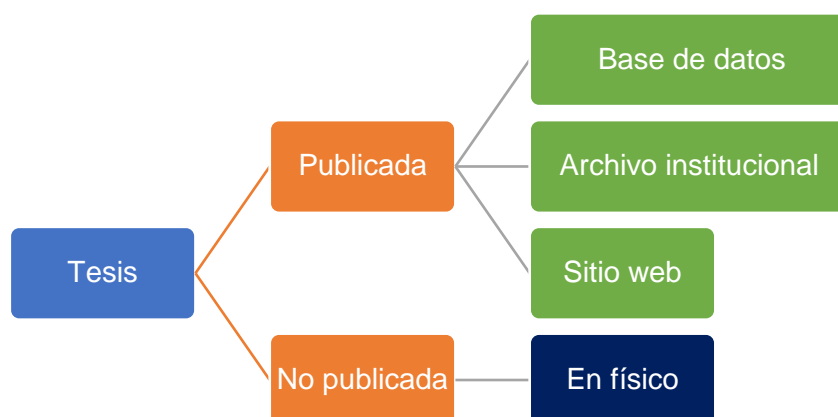 Tesis
Publicada
Base de datos
Archivo institucional
Sitio web
No publicada
En físico